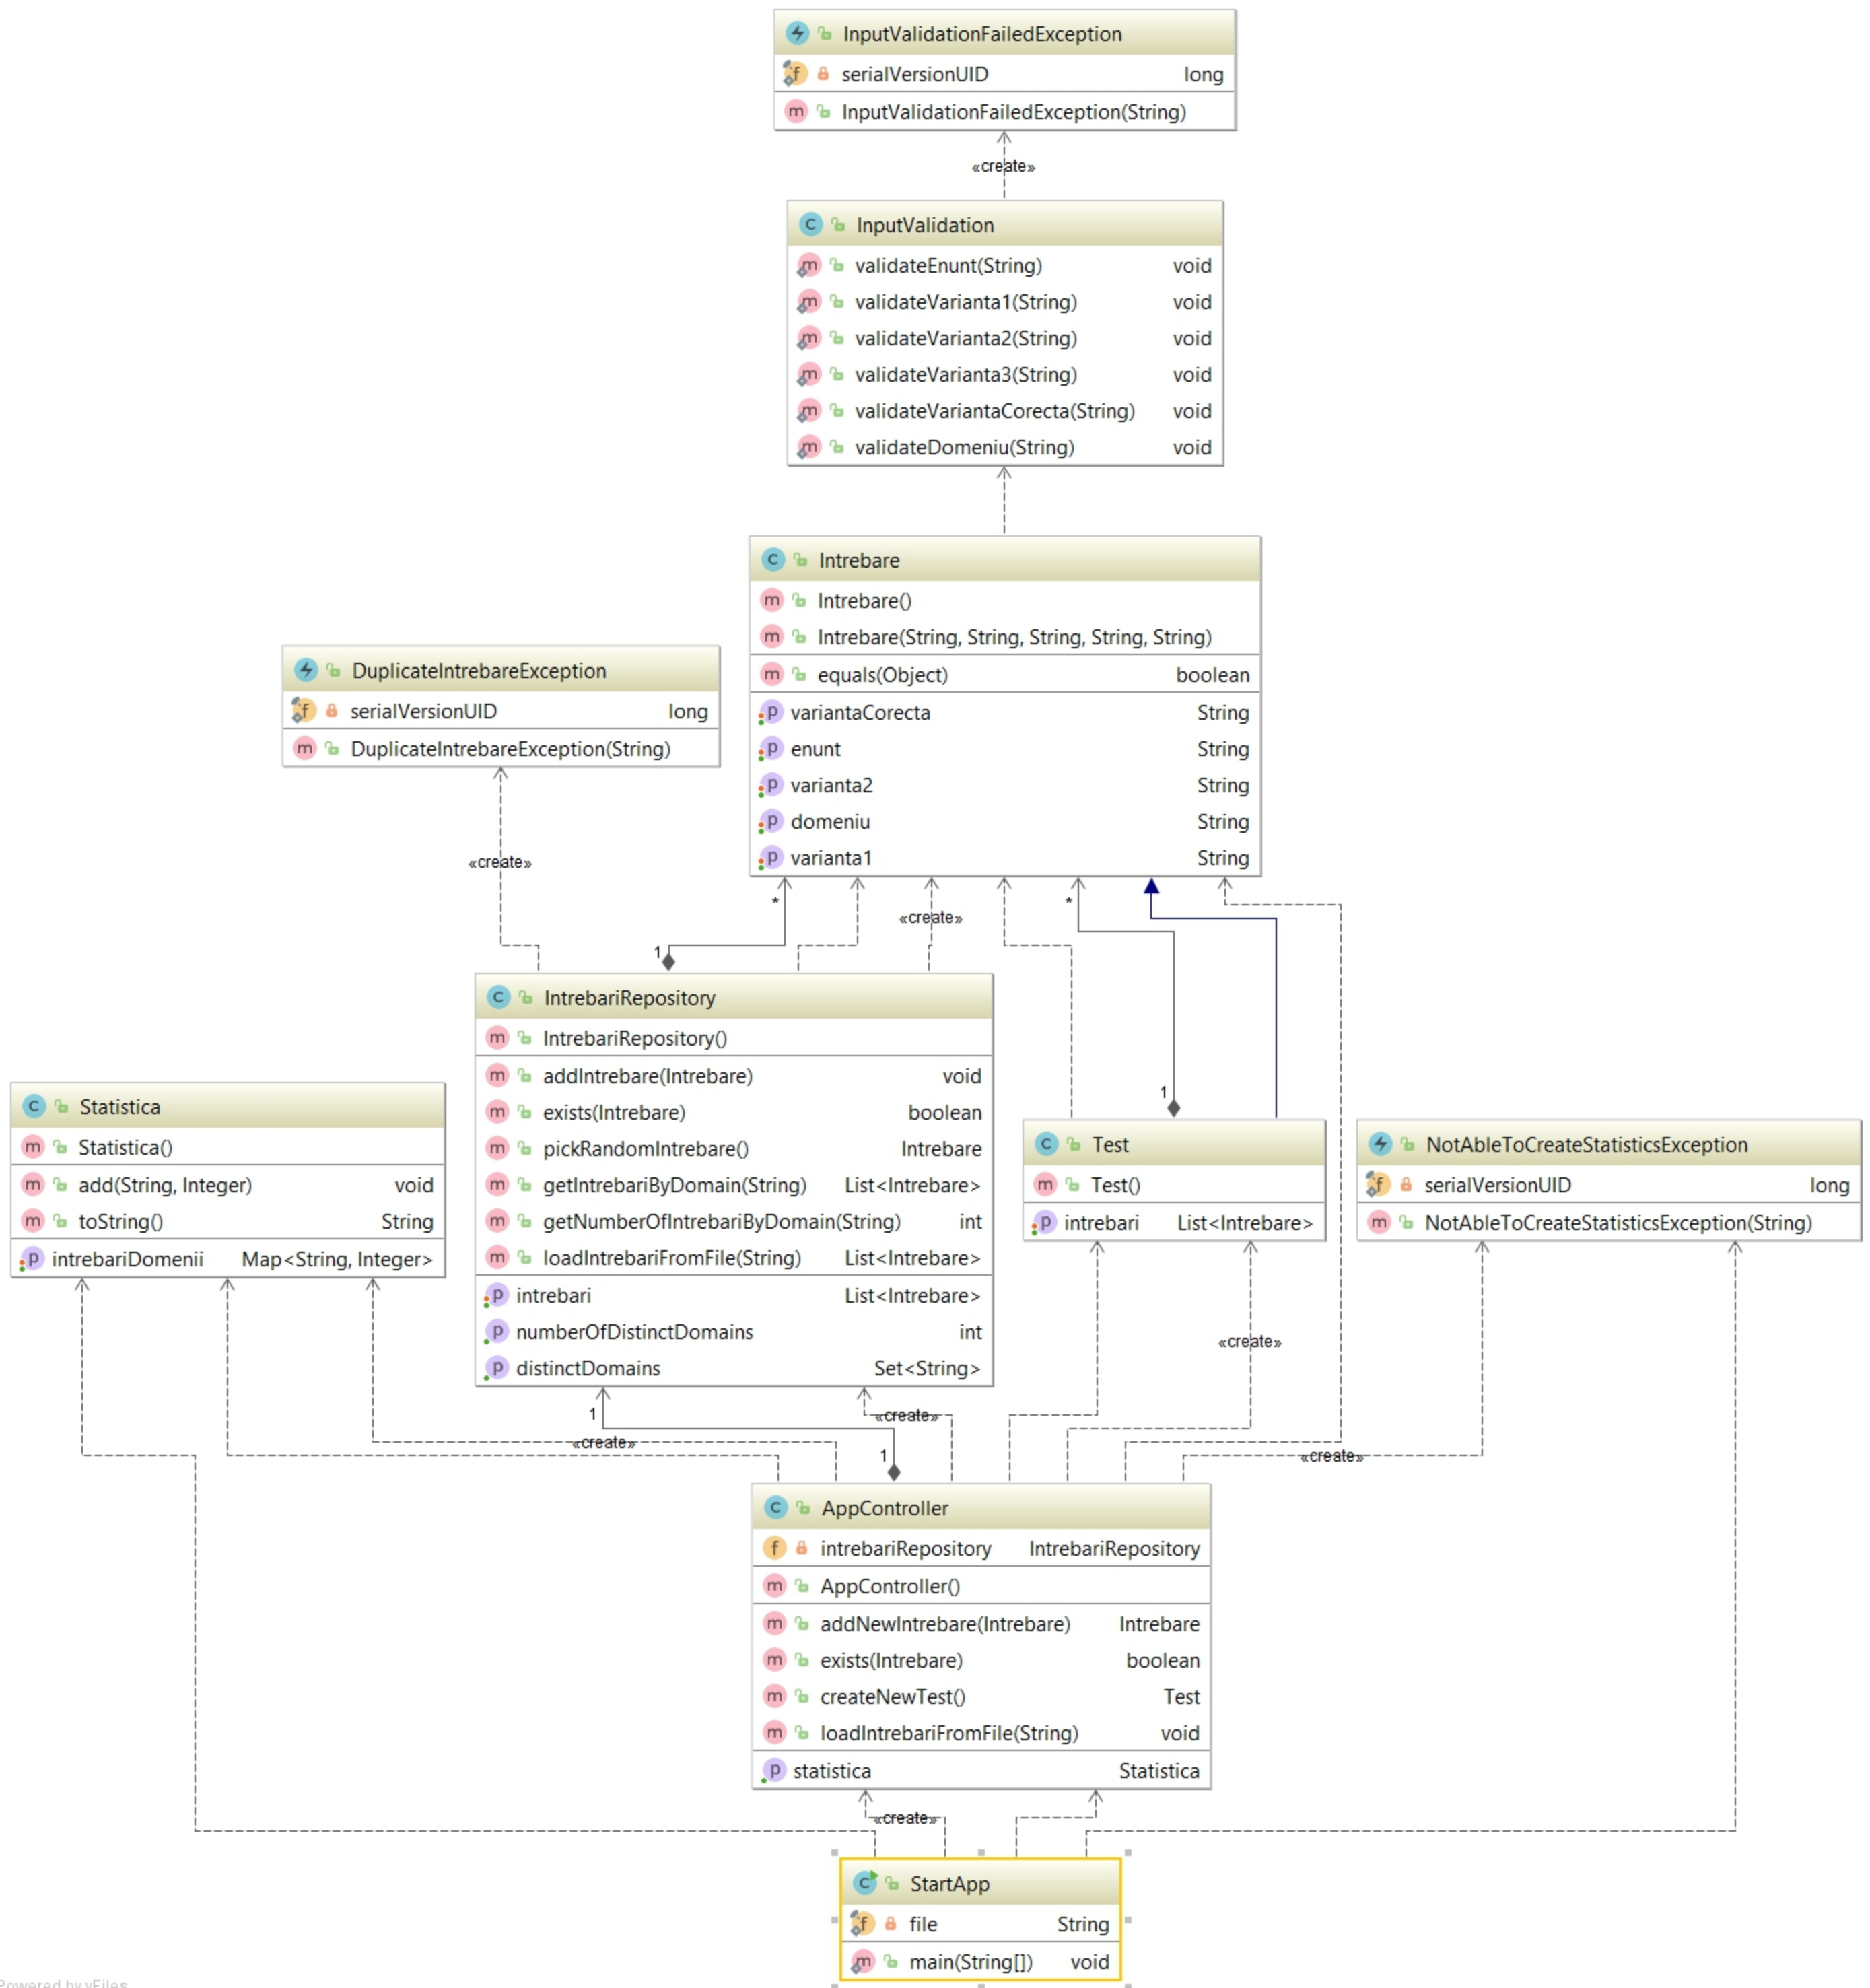 InputValidationFailedException
serialVersionUID long
InputValidationFailedException(String)
«create»
InputValidation
validateEnunt(String) void
validateVarianta1(String) void
validateVarianta2(String) void
validateVarianta3(String) void
validateVariantaCorecta(String) void
validateDomeniu(String) void
Intrebare
Intrebare()
Intrebare(String, String, String, String, String)
equals(Object) boolean
variantaCorecta String
enunt String
varianta2 String
domeniu String
varianta1 String
DuplicateIntrebareException
serialVersionUID long
DuplicateIntrebareException(String)
«create»
* «create» *
1
IntrebariRepository
IntrebariRepository()
addIntrebare(Intrebare) void
exists(Intrebare) boolean
pickRandomIntrebare() Intrebare
getIntrebariByDomain(String) List<Intrebare>
getNumberOfIntrebariByDomain(String) int
loadIntrebariFromFile(String) List<Intrebare>
intrebari List<Intrebare>
numberOfDistinctDomains int
distinctDomains Set<String>
Statistica
Statistica()
add(String, Integer) void
toString() String
intrebariDomenii Map<String, Integer>
1
Test
Test()
intrebari List<Intrebare>
NotAbleToCreateStatisticsException
serialVersionUID long
NotAbleToCreateStatisticsException(String)
«create»
1 «create»
«create»
1 «create»
AppController
intrebariRepository IntrebariRepository
AppController()
addNewIntrebare(Intrebare) Intrebare
exists(Intrebare) boolean
createNewTest() Test
loadIntrebariFromFile(String) void
statistica Statistica
«create»
StartApp
file String
main(String[]) void
Powered by yFiles